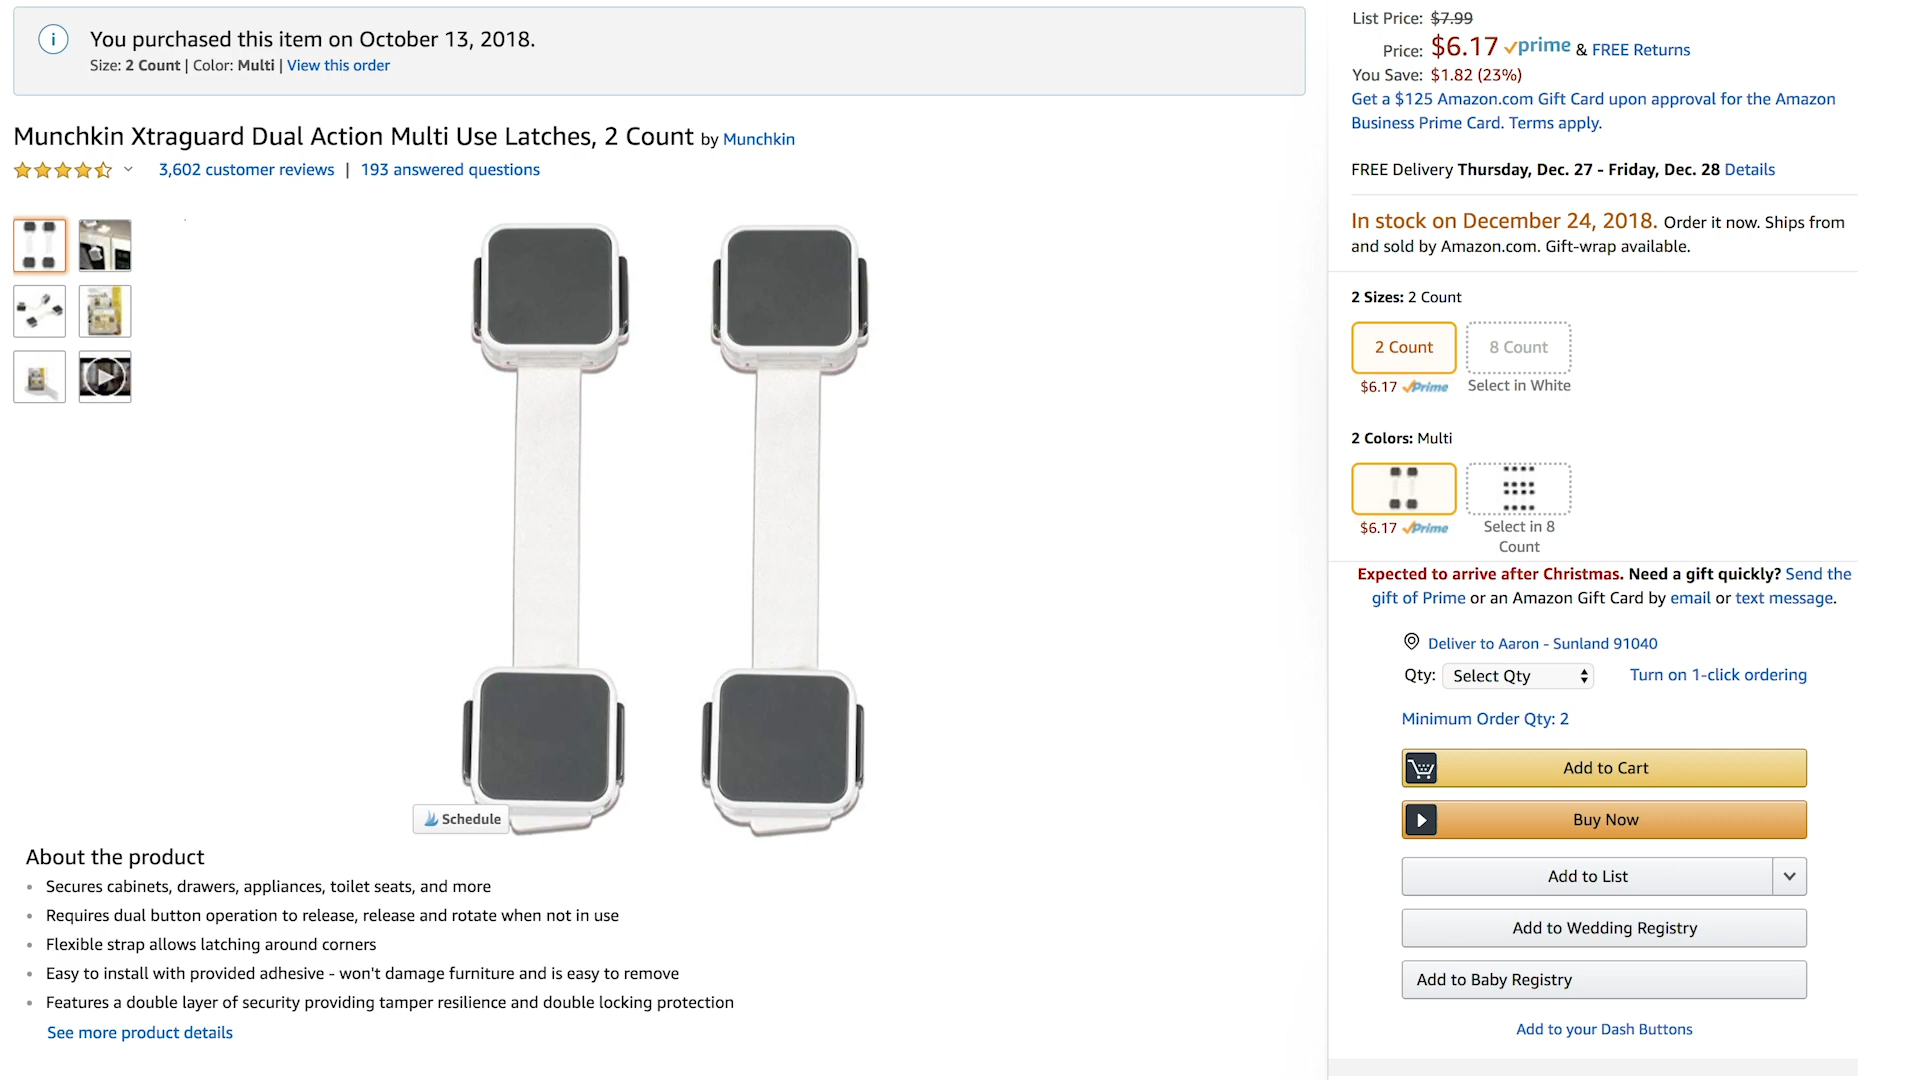 You purchased this item on October 13, 2018.
Size: 2 Count | Color: Multi | View this order
Munchkin Xtraguard Dual Action Multi Use Latches, 2 Count by Munchkin
3,602 customer reviews | 193 answered questions
Schedule
About the product
Secures cabinets, drawers, appliances, toilet seats, and more
Requires dual button operation to release, release and rotate when not in use
Flexible strap allows latching around corners
Easy to install with provided adhesive - won't damage furniture and is easy to remove
Features a double layer of security providing tamper resilience and double locking protection
See more product details
List Price: $7.99
Price: $6.17 prime & FREE Returns
You Save: $1.82 (23%)
Get a $125 Amazon.com Gift Card upon approval for the Amazon
Business Prime Card. Terms apply.
FREE Delivery Thursday, Dec. 27 - Friday, Dec. 28 Details
In stock on December 24, 2018. Order it now. Ships from
and sold by Amazon.com. Gift-wrap available.
2 Sizes: 2 Count
2 Count 8 Count
$6.17 Prime Select in White
2 Colors: Multi
$6.17 Prime Select in 8
Count
Expected to arrive after Christmas. Need a gift quickly? Send the
gift of Prime or an Amazon Gift Card by email or text message.
Deliver to Aaron - Sunland 91040
Qty: Select Qty Turn on 1-click ordering
Minimum Order Qty: 2
Add to Cart
Buy Now
Add to List
Add to Wedding Registry
Add to Baby Registry
Add to your Dash Buttons